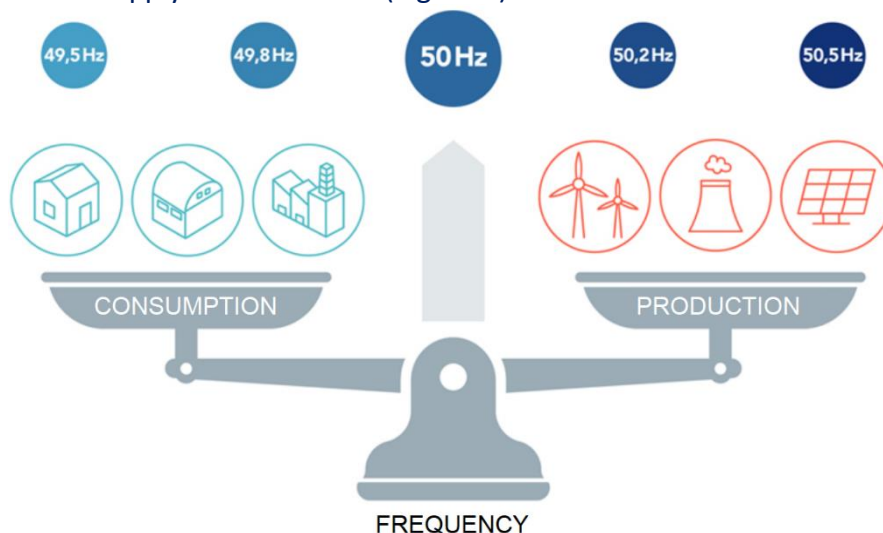 49,5 Hz
49,8 Hz
50 Hz
50,2 Hz
50,5 Hz
CONSUMPTION
PRODUCTION
FREQUENCY